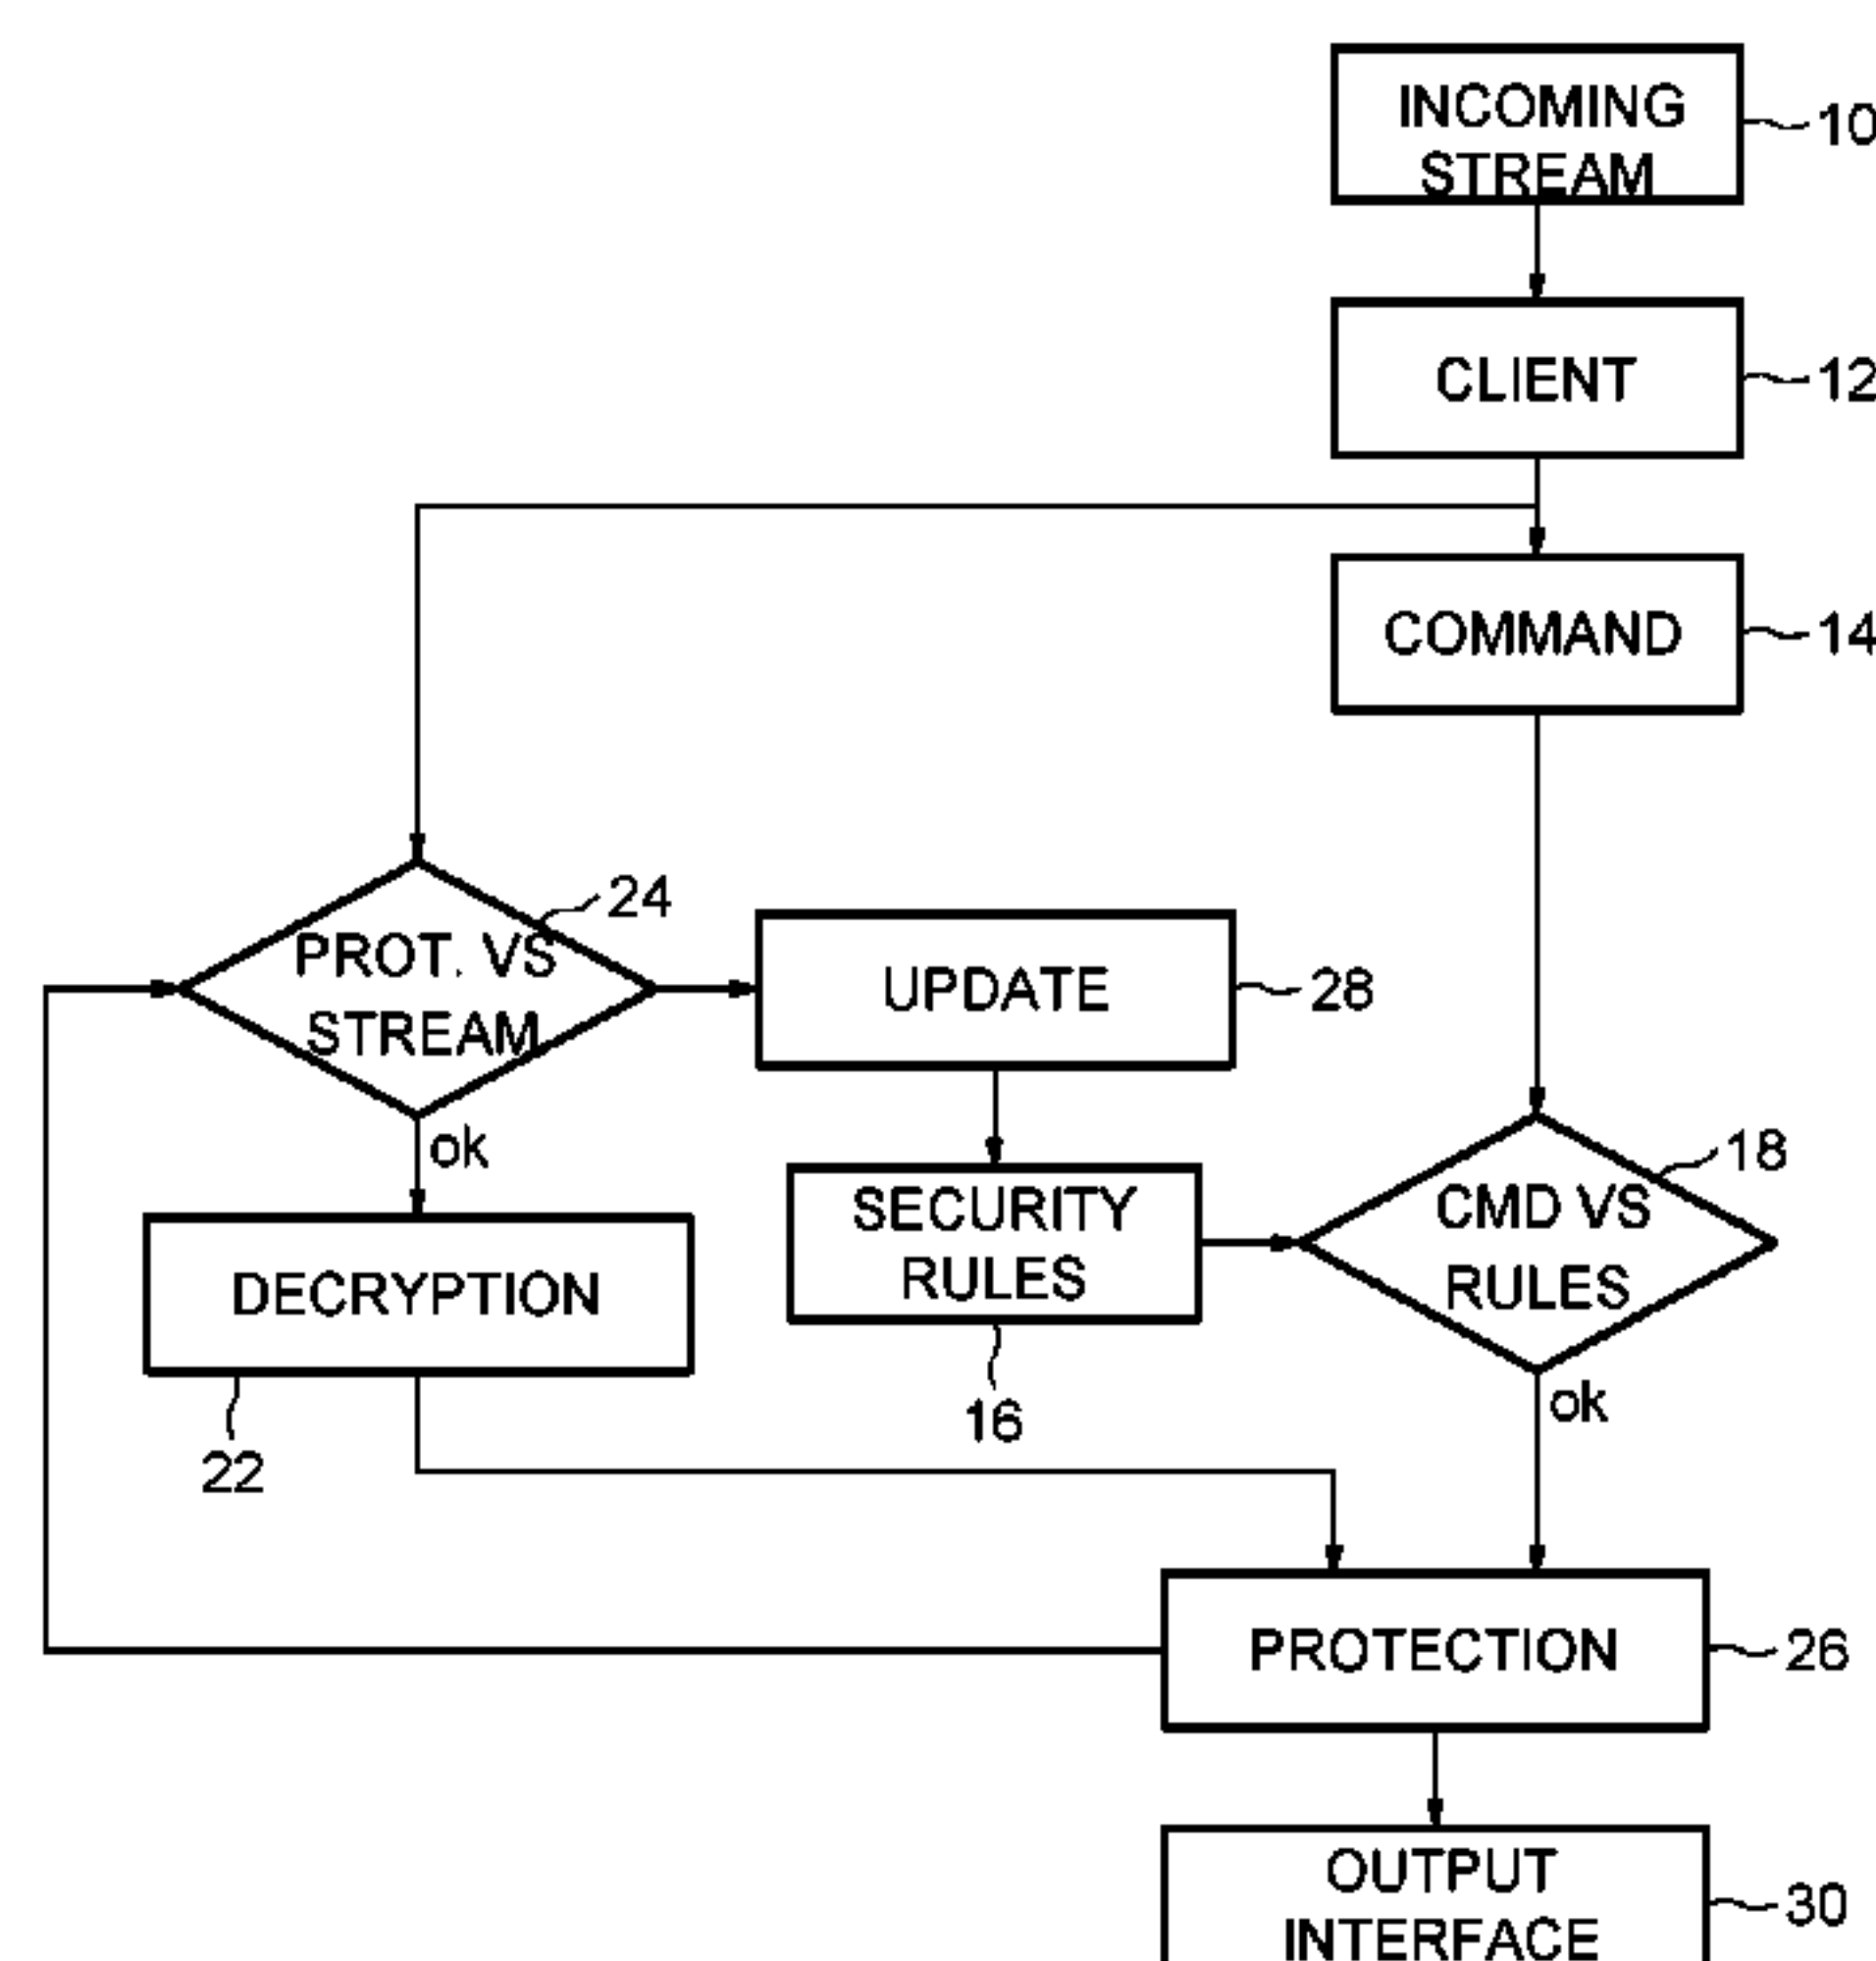 INCOMING
STREAM
10
CLIENT
12
COMMAND
14
24
PROT. VS
STREAM
ok
UPDATE
28
SECURITY
RULES
16
18
CMD VS
RULES
ok
DECRYPTION
22
PROTECTION
26
OUTPUT
INTERFACE
30